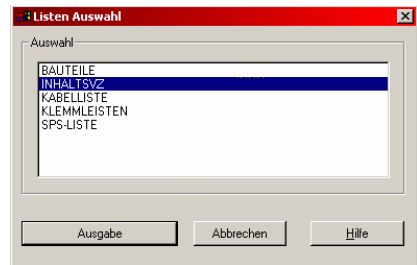 Listen Auswahl
Auswahl
BAUTEILE
INHALTSVZ
KABELLISTE
KLEMMLEISTEN
SPS-LISTE
Ausgabe Abbrechen Hilfe